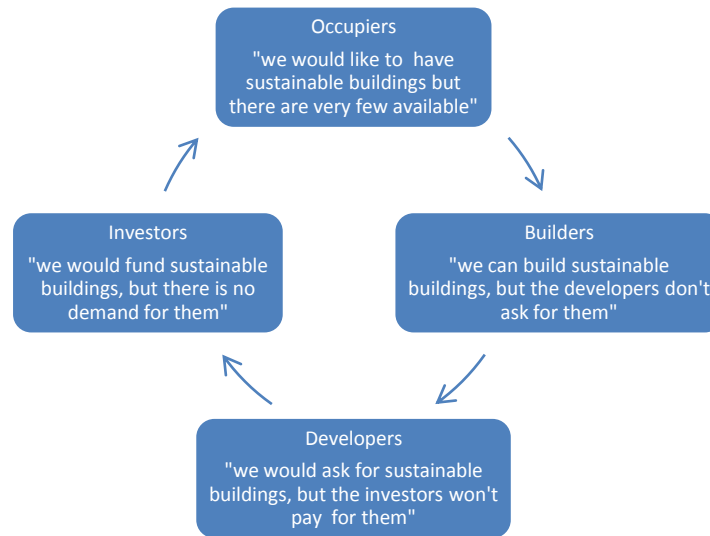 Occupiers
"we would like to have
sustainable buildings but
there are very few available"
Investors
"we would fund sustainable
buildings, but there is no
demand for them"
Builders
"we can build sustainable
buildings, but the developers don't
ask for them"
Developers
"we would ask for sustainable
buildings, but the investors won't
pay for them"